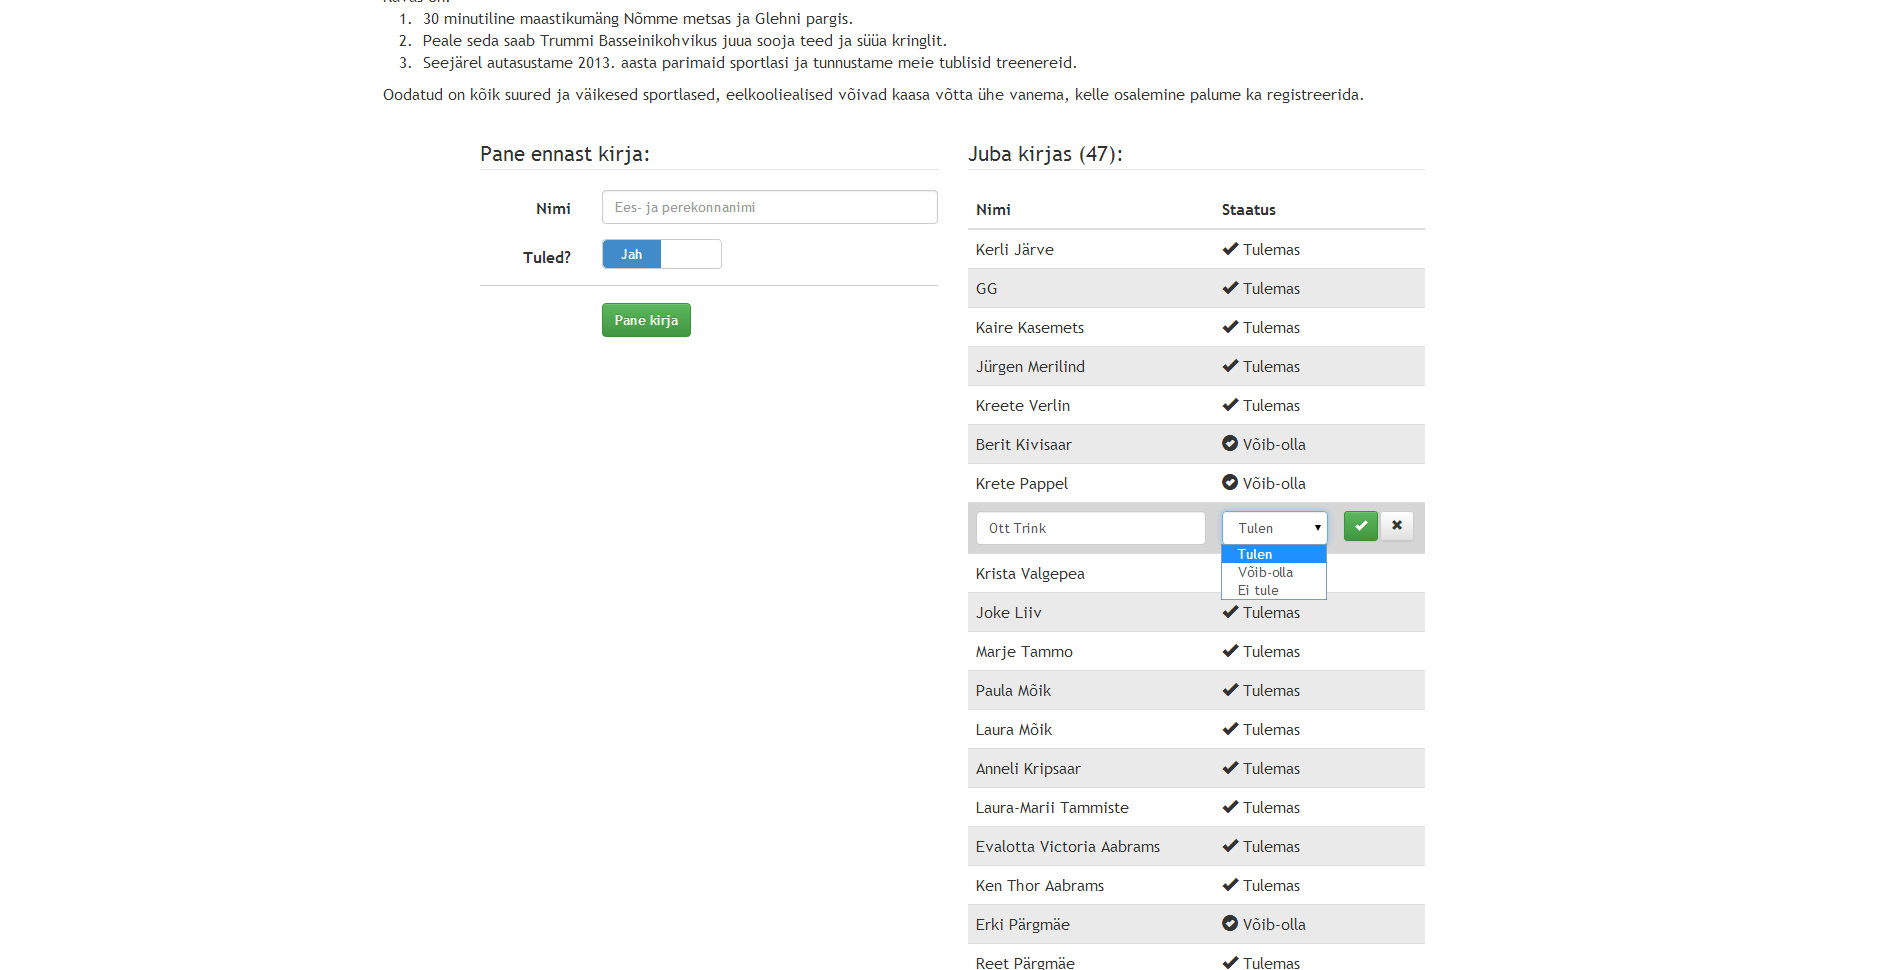 1. 30 minutiline maastikumäng Nõmme metsas ja Glehni pargis.
2. Peale seda saab Trummi Basseinikohvikus juua sooja teed ja süüa kringlit.
3. Seejärel autasustame 2013. aasta parimaid sportlasi ja tunnustame meie tublisid treenereid.
Oodatud on kõik suured ja väikesed sportlased, eelkooliealised võivad kaasa võtta ühe vanema, kelle osalemine palume ka registreerida.
Pane ennast kirja:
Nimi Ees- ja perekonnanimi
Tuled? Jah
Pane kirja
Juba kirjas (47):
Nimi Staatus
Kerli Järve Tulemas
GG Tulemas
Kaire Kasemets Tulemas
Jürgen Merilind Tulemas
Kreete Verlin Tulemas
Berit Kivisaar Võib-olla
Krete Pappel Võib-olla
Ott Trink Tulen
Tulen
Võib-olla
Ei tule
Krista Valgepea
Joke Liiv Tulemas
Marje Tammo Tulemas
Paula Mõik Tulemas
Laura Mõik Tulemas
Anneli Kripsaar Tulemas
Laura-Marii Tammiste Tulemas
Evalotta Victoria Aabrams Tulemas
Ken Thor Aabrams Tulemas
Erki Pärgmäe Võib-olla
Reet Pärgmäe Tulemas